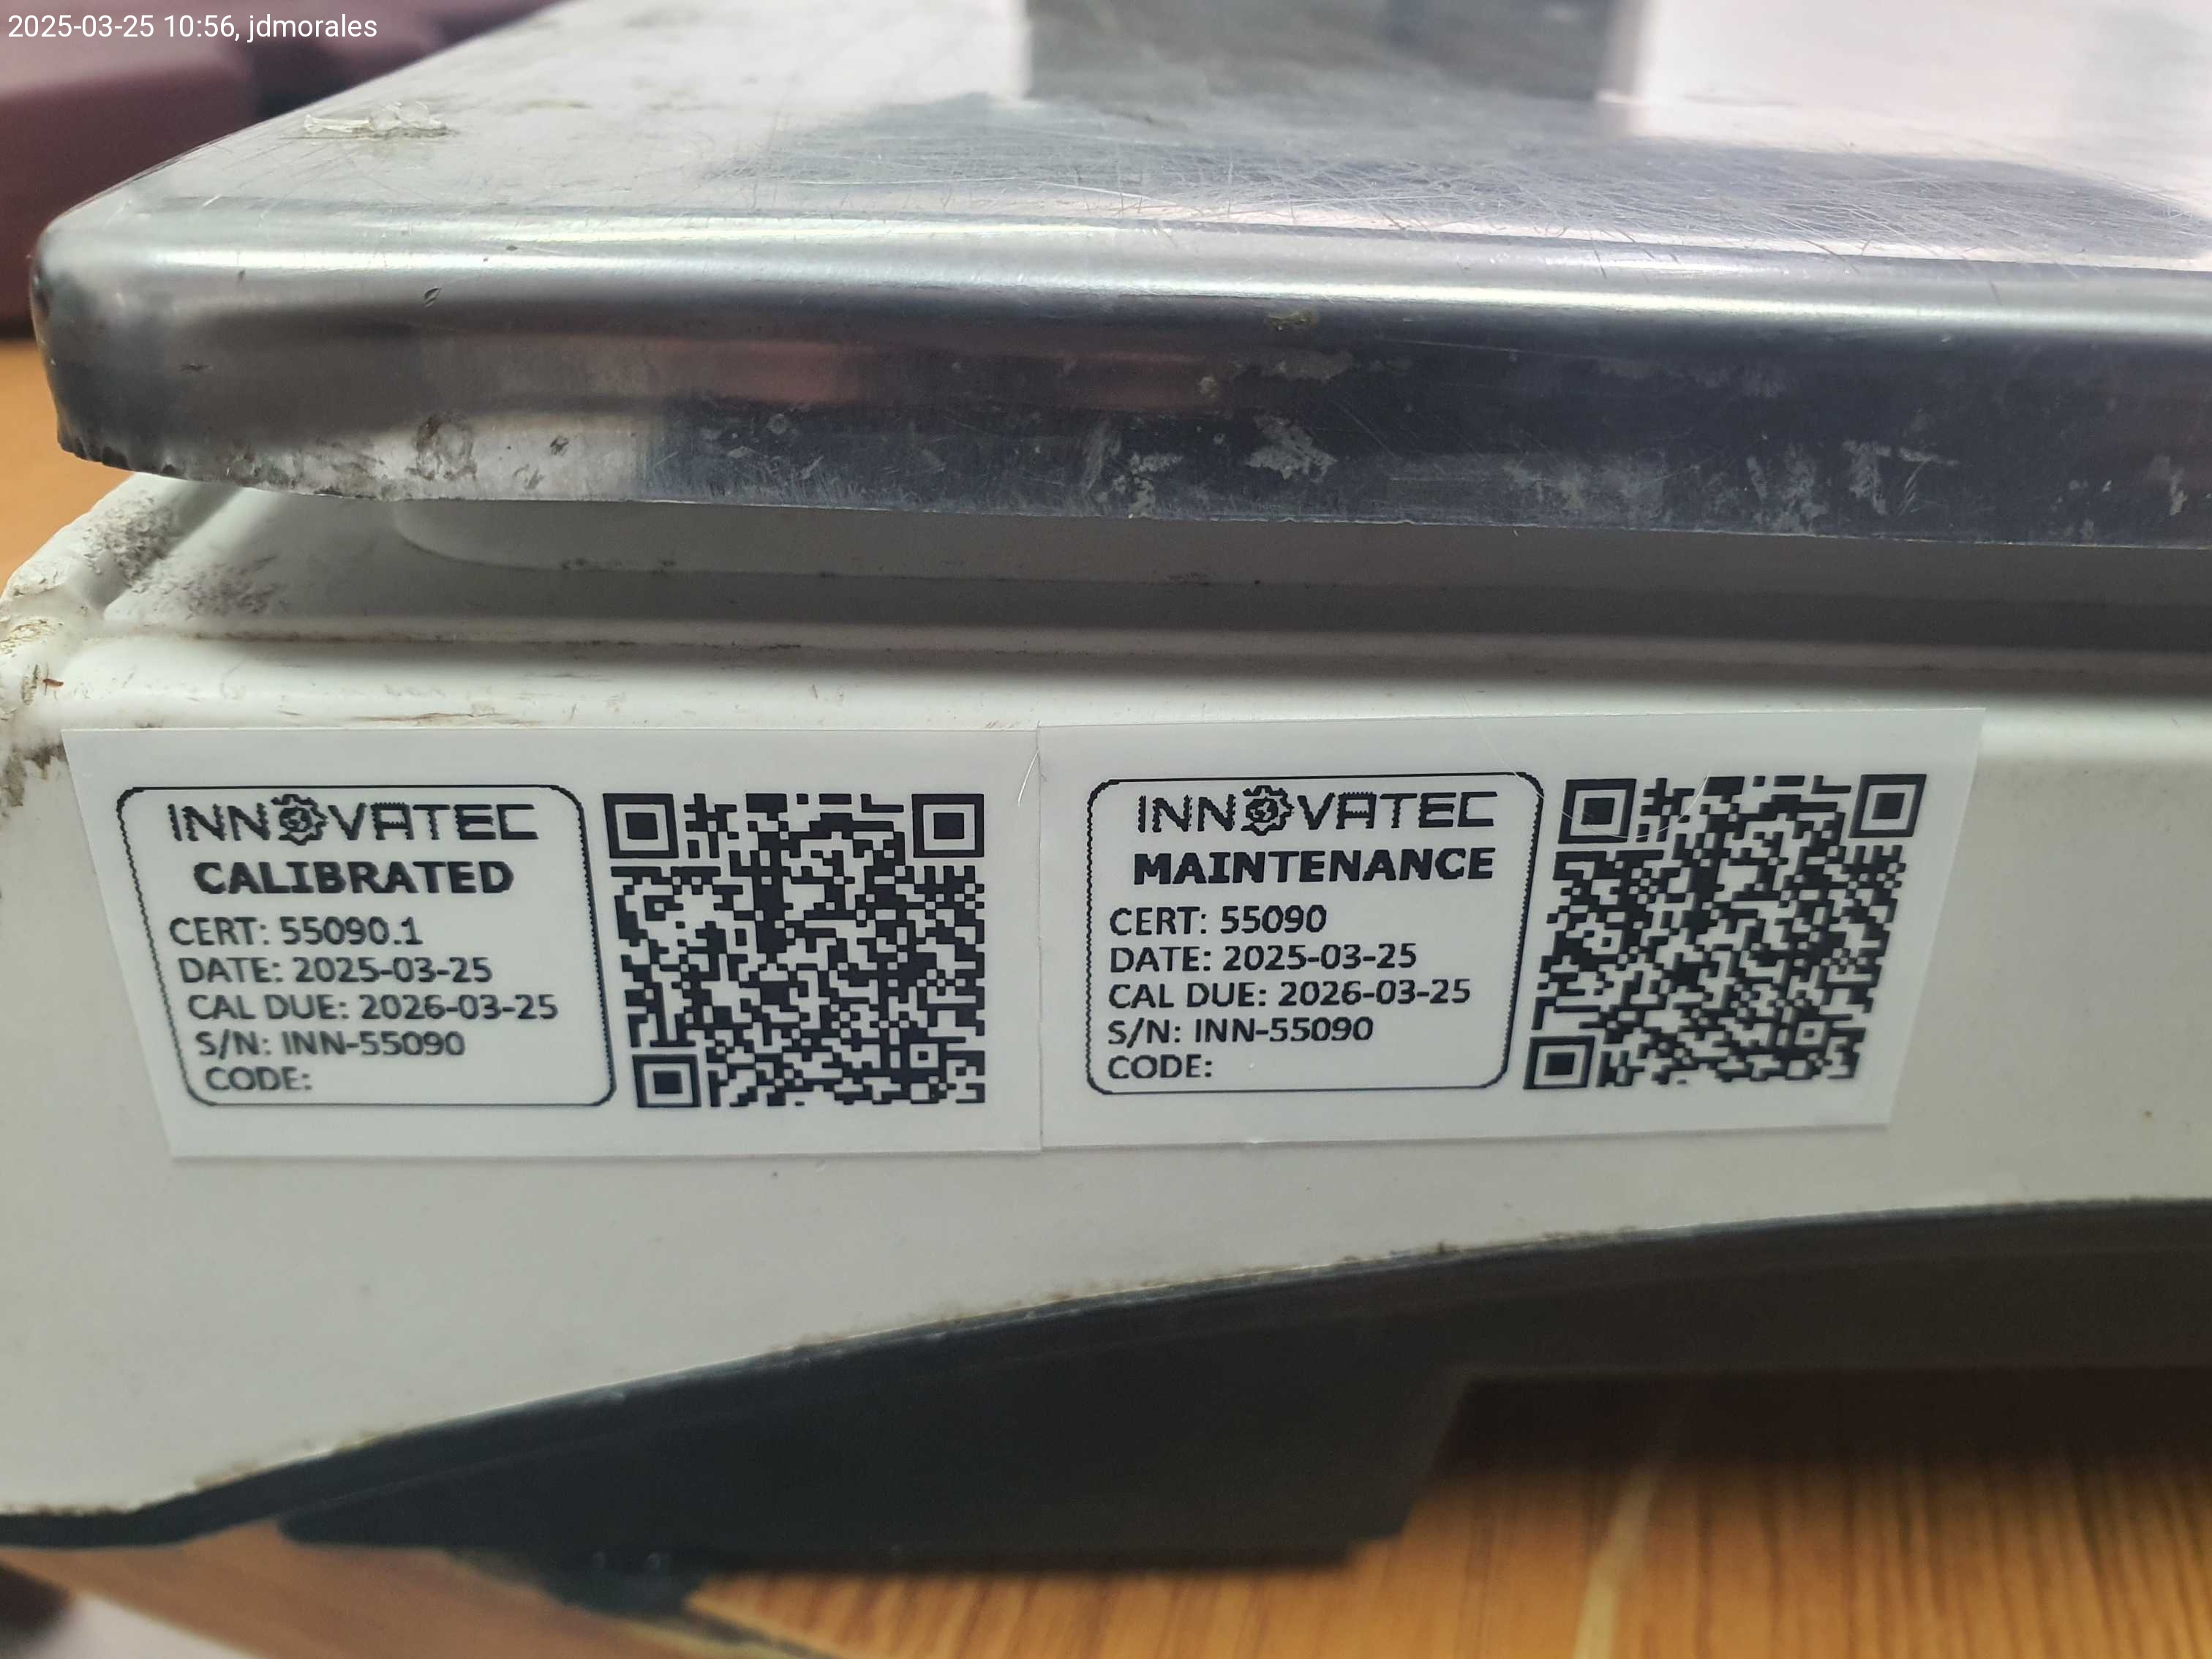 2025-03-25 10:56, jdmorales
INNOVATEC
CALIBRATED
CERT: 55090.1
DATE: 2025-03-25
CAL DUE: 2026-03-25
S/N: INN-55090
CODE:
INNOVATEC
MAINTENANCE
CERT: 55090
DATE: 2025-03-25
CAL DUE: 2026-03-25
S/N: INN-55090
CODE: